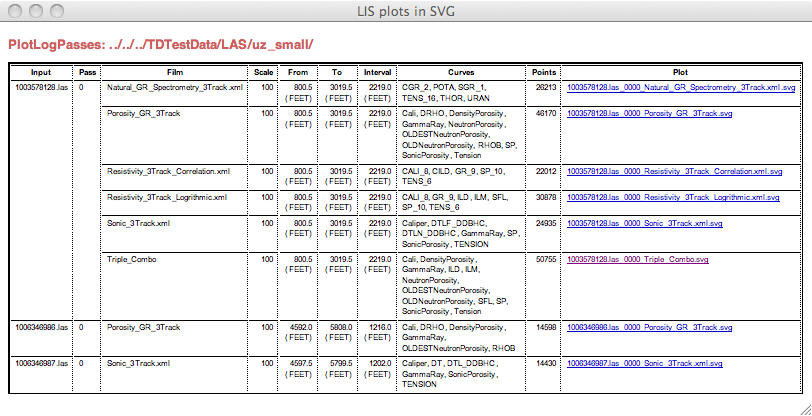 LIS plots in SVG
PlotLogPasses: ../../../TDTestData/LAS/uz_small/
Input Pass Film Scale From To Interval Curves Points Plot
1003578128.las 0 Natural_GR_Spectrometry_3Track.xml 100 800.5 3019.5 2219.0 CGR_2, POTA, SGR_1, 26213 1003578128.las_0000_Natural_GR_Spectrometry_3Track.xml.svg
(FEET) (FEET) (FEET) TENS_16, THOR, URAN
Porosity_GR_3Track 100 800.5 3019.5 2219.0 Cali, DRHO, DensityPorosity, 46170 1003578128.las_0000_Porosity_GR_3Track.svg
(FEET) (FEET) (FEET) GammaRay, NeutronPorosity,
OLDESTNeutronPorosity,
OLDNeutronPorosity, RHOB, SP,
SonicPorosity, Tension
Resistivity_3Track_Correlation.xml 100 800.5 3019.5 2219.0 CALI_8, CILD, GR_9, SP_10, 22012 1003578128.las_0000_Resistivity_3Track_Correlation.xml.svg
(FEET) (FEET) (FEET) TENS_6
Resistivity_3Track_Logrithmic.xml 100 800.5 3019.5 2219.0 CALI_8, GR_9, ILD, ILM, SFL, 30878 1003578128.las_0000_Resistivity_3Track_Logrithmic.xml.svg
(FEET) (FEET) (FEET) SP_10, TENS_6
Sonic_3Track.xml 100 800.5 3019.5 2219.0 Caliper, DTLF_DDBHC, 24935 1003578128.las_0000_Sonic_3Track.xml.svg
(FEET) (FEET) (FEET) DTLN_DDBHC, GammaRay, SP,
SonicPorosity, TENSION
Triple_Combo 100 800.5 3019.5 2219.0 Cali, DensityPorosity, 50755 1003578128.las_0000_Triple_Combo.svg
(FEET) (FEET) (FEET) GammaRay, ILD, ILM,
NeutronPorosity,
OLDESTNeutronPorosity,
OLDNeutronPorosity, SFL, SP,
SonicPorosity, Tension
1006346986.las 0 Porosity_GR_3Track 100 4592.0 5808.0 1216.0 Cali, DRHO, DensityPorosity, 14598 1006346986.las_0000_Porosity_GR_3Track.svg
(FEET) (FEET) (FEET) GammaRay,
OLDESTNeutronPorosity, RHOB
1006346987.las 0 Sonic_3Track.xml 100 4597.5 5799.5 1202.0 Caliper, DT, DTL_DDBHC, 14430 1006346987.las_0000_Sonic_3Track.xml.svg
(FEET) (FEET) (FEET) GammaRay, SonicPorosity,
TENSION